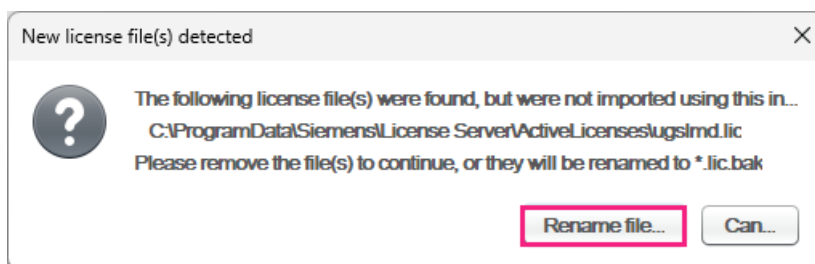 New license file(s) detected
The following license file(s) were found, but were not imported using this in...
C:\ProgramData\Siemens\License Server\ActiveLicenses\ugslmd.lic
Please remove the file(s) to continue, or they will be renamed to *.lic.bak
Rename file... Can...